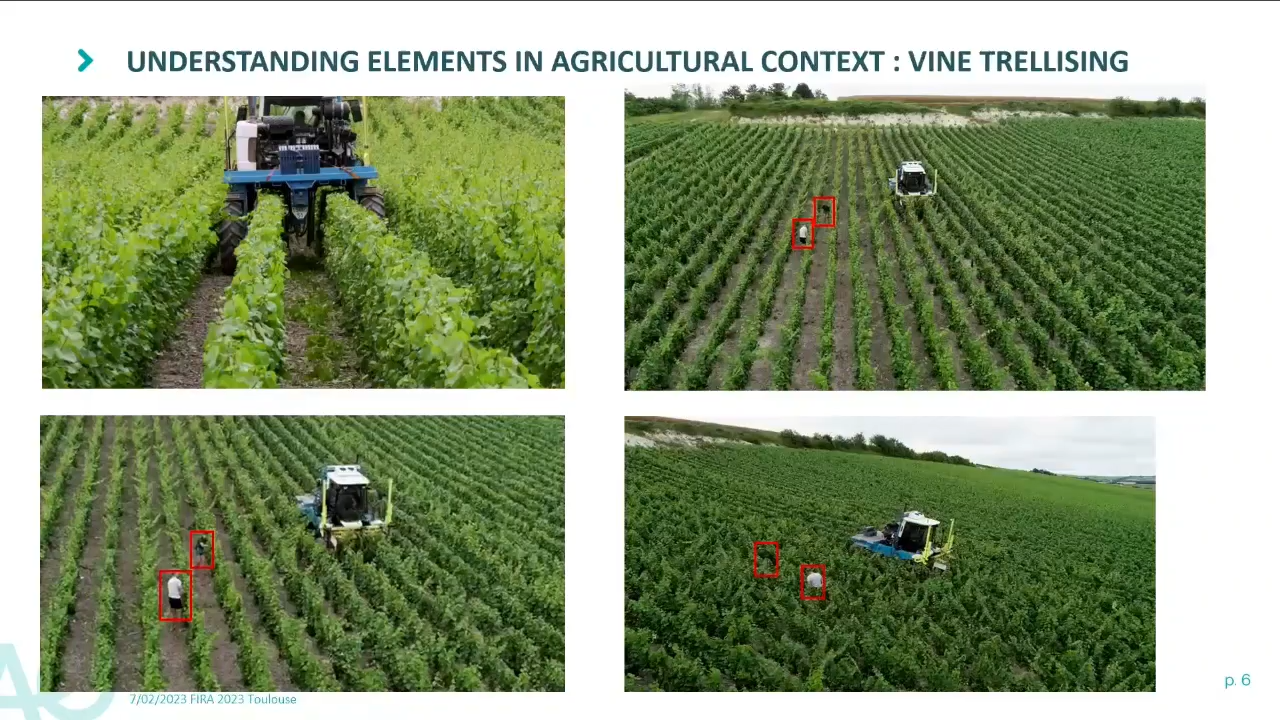 UNDERSTANDING ELEMENTS IN AGRICULTURAL CONTEXT : VINE TRELLISING
7/02/2023 FIRA 2023 Toulouse
p. 6